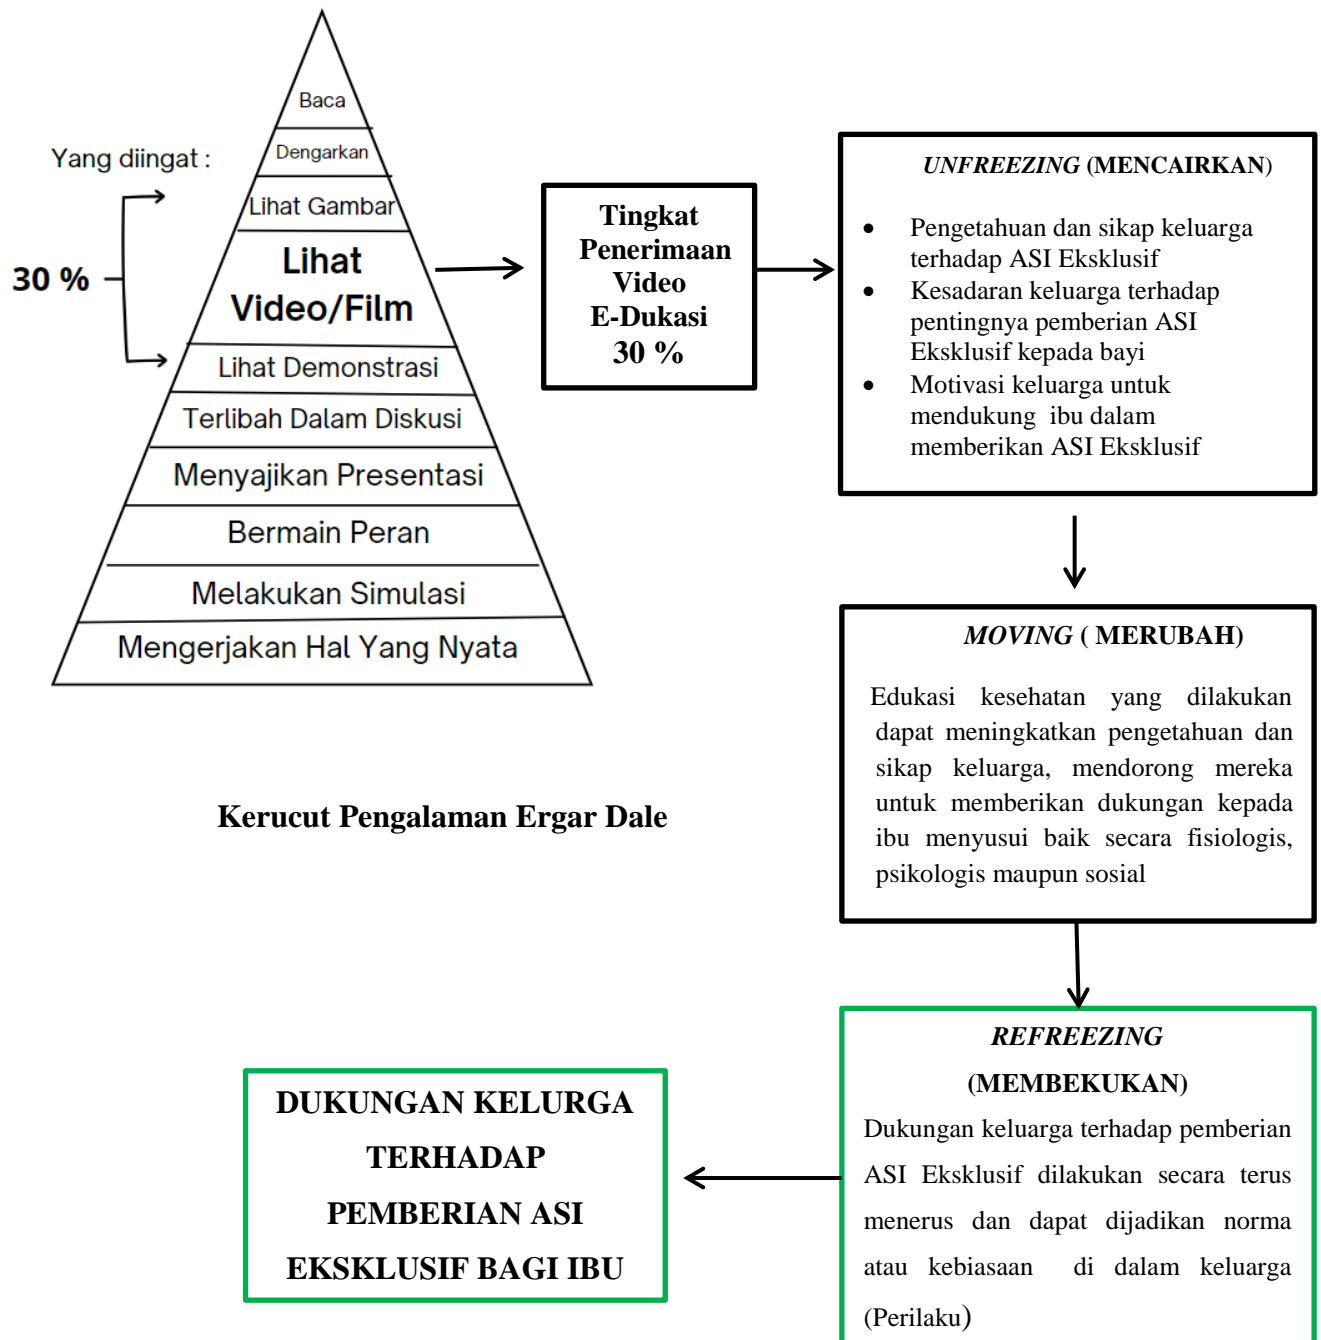 Baca
Dengarkan
Yang diingat :
Lihat Gambar
30 %
Lihat
Video/Film
Lihat Demonstrasi
Terlibah Dalam Diskusi
Menyajikan Presentasi
Bermain Peran
Melakukan Simulasi
Mengerjakan Hal Yang Nyata
Kerucut Pengalaman Ergar Dale
Tingkat
Penerimaan
Video
E-Dukasi
30 %
UNFREEZING (MENCAIRKAN)
• Pengetahuan dan sikap keluarga
terhadap ASI Eksklusif
• Kesadaran keluarga terhadap
pentingnya pemberian ASI
Eksklusif kepada bayi
• Motivasi keluarga untuk
mendukung ibu dalam
memberikan ASI Eksklusif
MOVING ( MERUBAH)
Edukasi kesehatan yang dilakukan
dapat meningkatkan pengetahuan dan
sikap keluarga, mendorong mereka
untuk memberikan dukungan kepada
ibu menyusui baik secara fisiologis,
psikologis maupun sosial
REFREEZING
(MEMBEKUKAN)
Dukungan keluarga terhadap pemberian
ASI Eksklusif dilakukan secara terus
menerus dan dapat dijadikan norma
atau kebiasaan di dalam keluarga
(Perilaku)
DUKUNGAN KELURGA
TERHADAP
PEMBERIAN ASI
EKSKLUSIF BAGI IBU